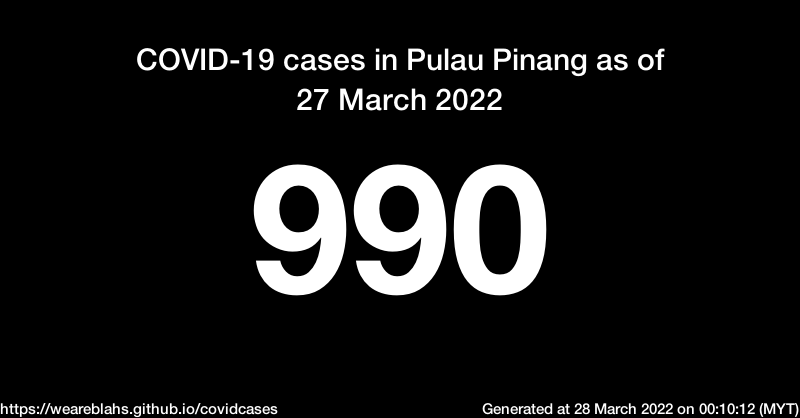 COVID-19 cases in Pulau Pinang as of
27 March 2022
990
https://weareblahs.github.io/covidcases
Generated at 28 March 2022 on 00:10:12 (MYT)